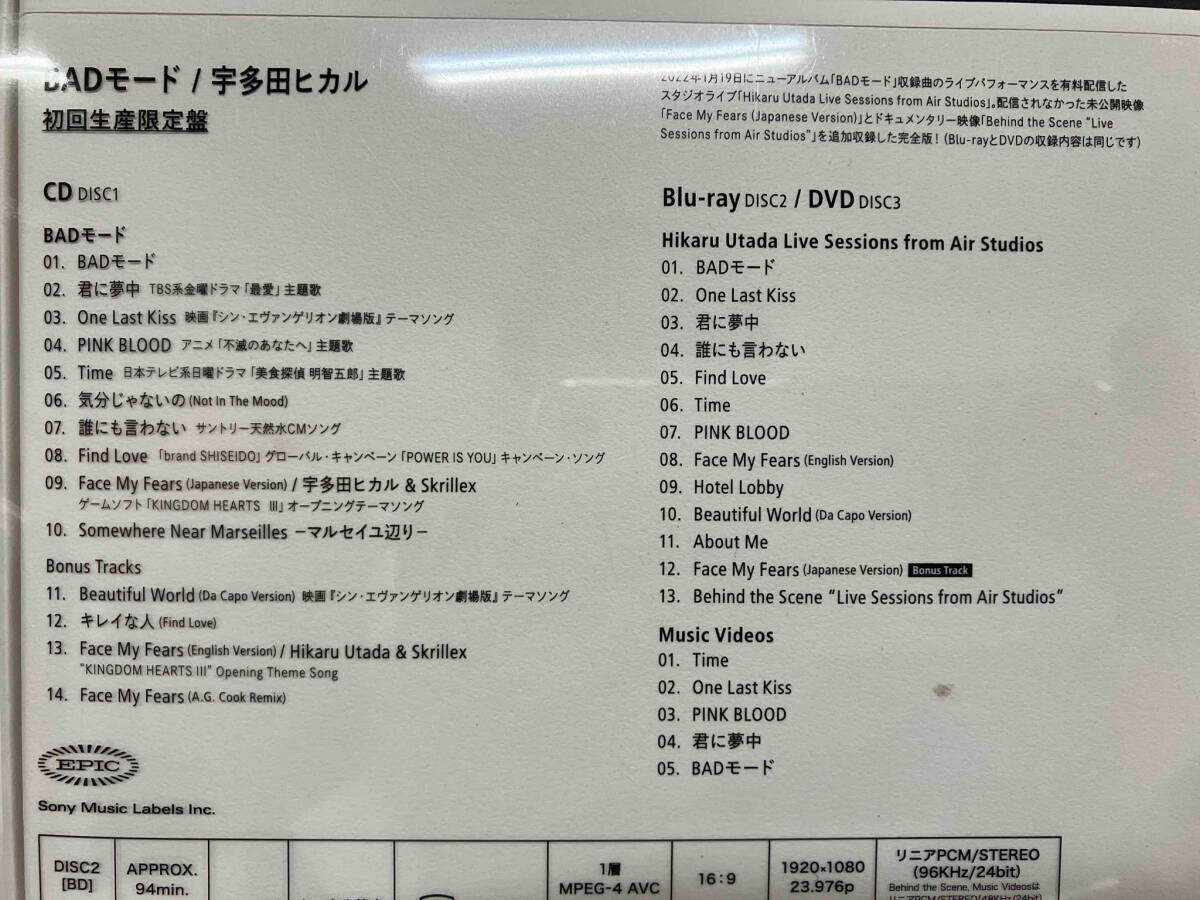 BADモード / 宇多田ヒカル
初回生産限定盤
CD DISC1
BADモード
01. BADモード
02. 君に夢中 TBS系金曜ドラマ「最愛」主題歌
03. One Last Kiss 映画『シン・エヴァンゲリオン劇場版』テーマソング
04. PINK BLOOD アニメ「不滅のあなたへ」主題歌
05. Time 日本テレビ系日曜ドラマ「美食探偵 明智五郎」主題歌
06. 気分じゃないの (Not In The Mood)
07. 誰にも言わない サントリー天然水CMソング
08. Find Love 「brand SHISEIDO」グローバル・キャンペーン「POWER IS YOU」キャンペーン・ソング
09. Face My Fears (Japanese Version) / 宇多田ヒカル & Skrillex
ゲームソフト「KINGDOM HEARTS III」オープニングテーマソング
10. Somewhere Near Marseilles ーマルセイユ辺りー
Bonus Tracks
11. Beautiful World (Da Capo Version) 映画『シン・エヴァンゲリオン劇場版』テーマソング
12. キレイな人 (Find Love)
13. Face My Fears (English Version) / Hikaru Utada & Skrillex
"KINGDOM HEARTS III" Opening Theme Song
14. Face My Fears (A.G. Cook Remix)
EPIC
Sony Music Labels Inc.
2022年1月19日にニューアルバム「BADモード」収録曲のライブパフォーマンスを有料配信した
スタジオライブ「Hikaru Utada Live Sessions from Air Studios」。配信されなかった未公開映像
「Face My Fears (Japanese Version)」とドキュメンタリー映像「Behind the Scene "Live
Sessions from Air Studios"」を追加収録した完全版！(Blu-rayとDVDの収録内容は同じです)
Blu-ray DISC2 / DVD DISC3
Hikaru Utada Live Sessions from Air Studios
01. BADモード
02. One Last Kiss
03. 君に夢中
04. 誰にも言わない
05. Find Love
06. Time
07. PINK BLOOD
08. Face My Fears (English Version)
09. Hotel Lobby
10. Beautiful World (Da Capo Version)
11. About Me
12. Face My Fears (Japanese Version) Bonus Track
13. Behind the Scene "Live Sessions from Air Studios"
Music Videos
01. Time
02. One Last Kiss
03. PINK BLOOD
04. 君に夢中
05. BADモード
DISC2
[BD]
APPROX.
94min.
1層
MPEG-4 AVC
16:9
1920×1080
23.976p
リニアPCM/STEREO
(96KHz/24bit)
Behind the Scene, Music Videosは
リニアPCM/STEREO(48KHz/24bit)